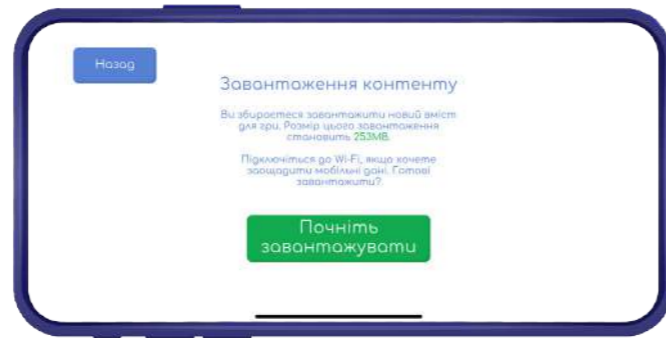 Назад
Завантаження контенту
Ви збираєтеся завантажити новий вміст
для гри. Розмір цього завантаження
становить 253MB.
Підключіться до Wi-Fi, якщо хочете
заощадити мобільні дані. Готові
завантажити?
Почніть
завантажувати